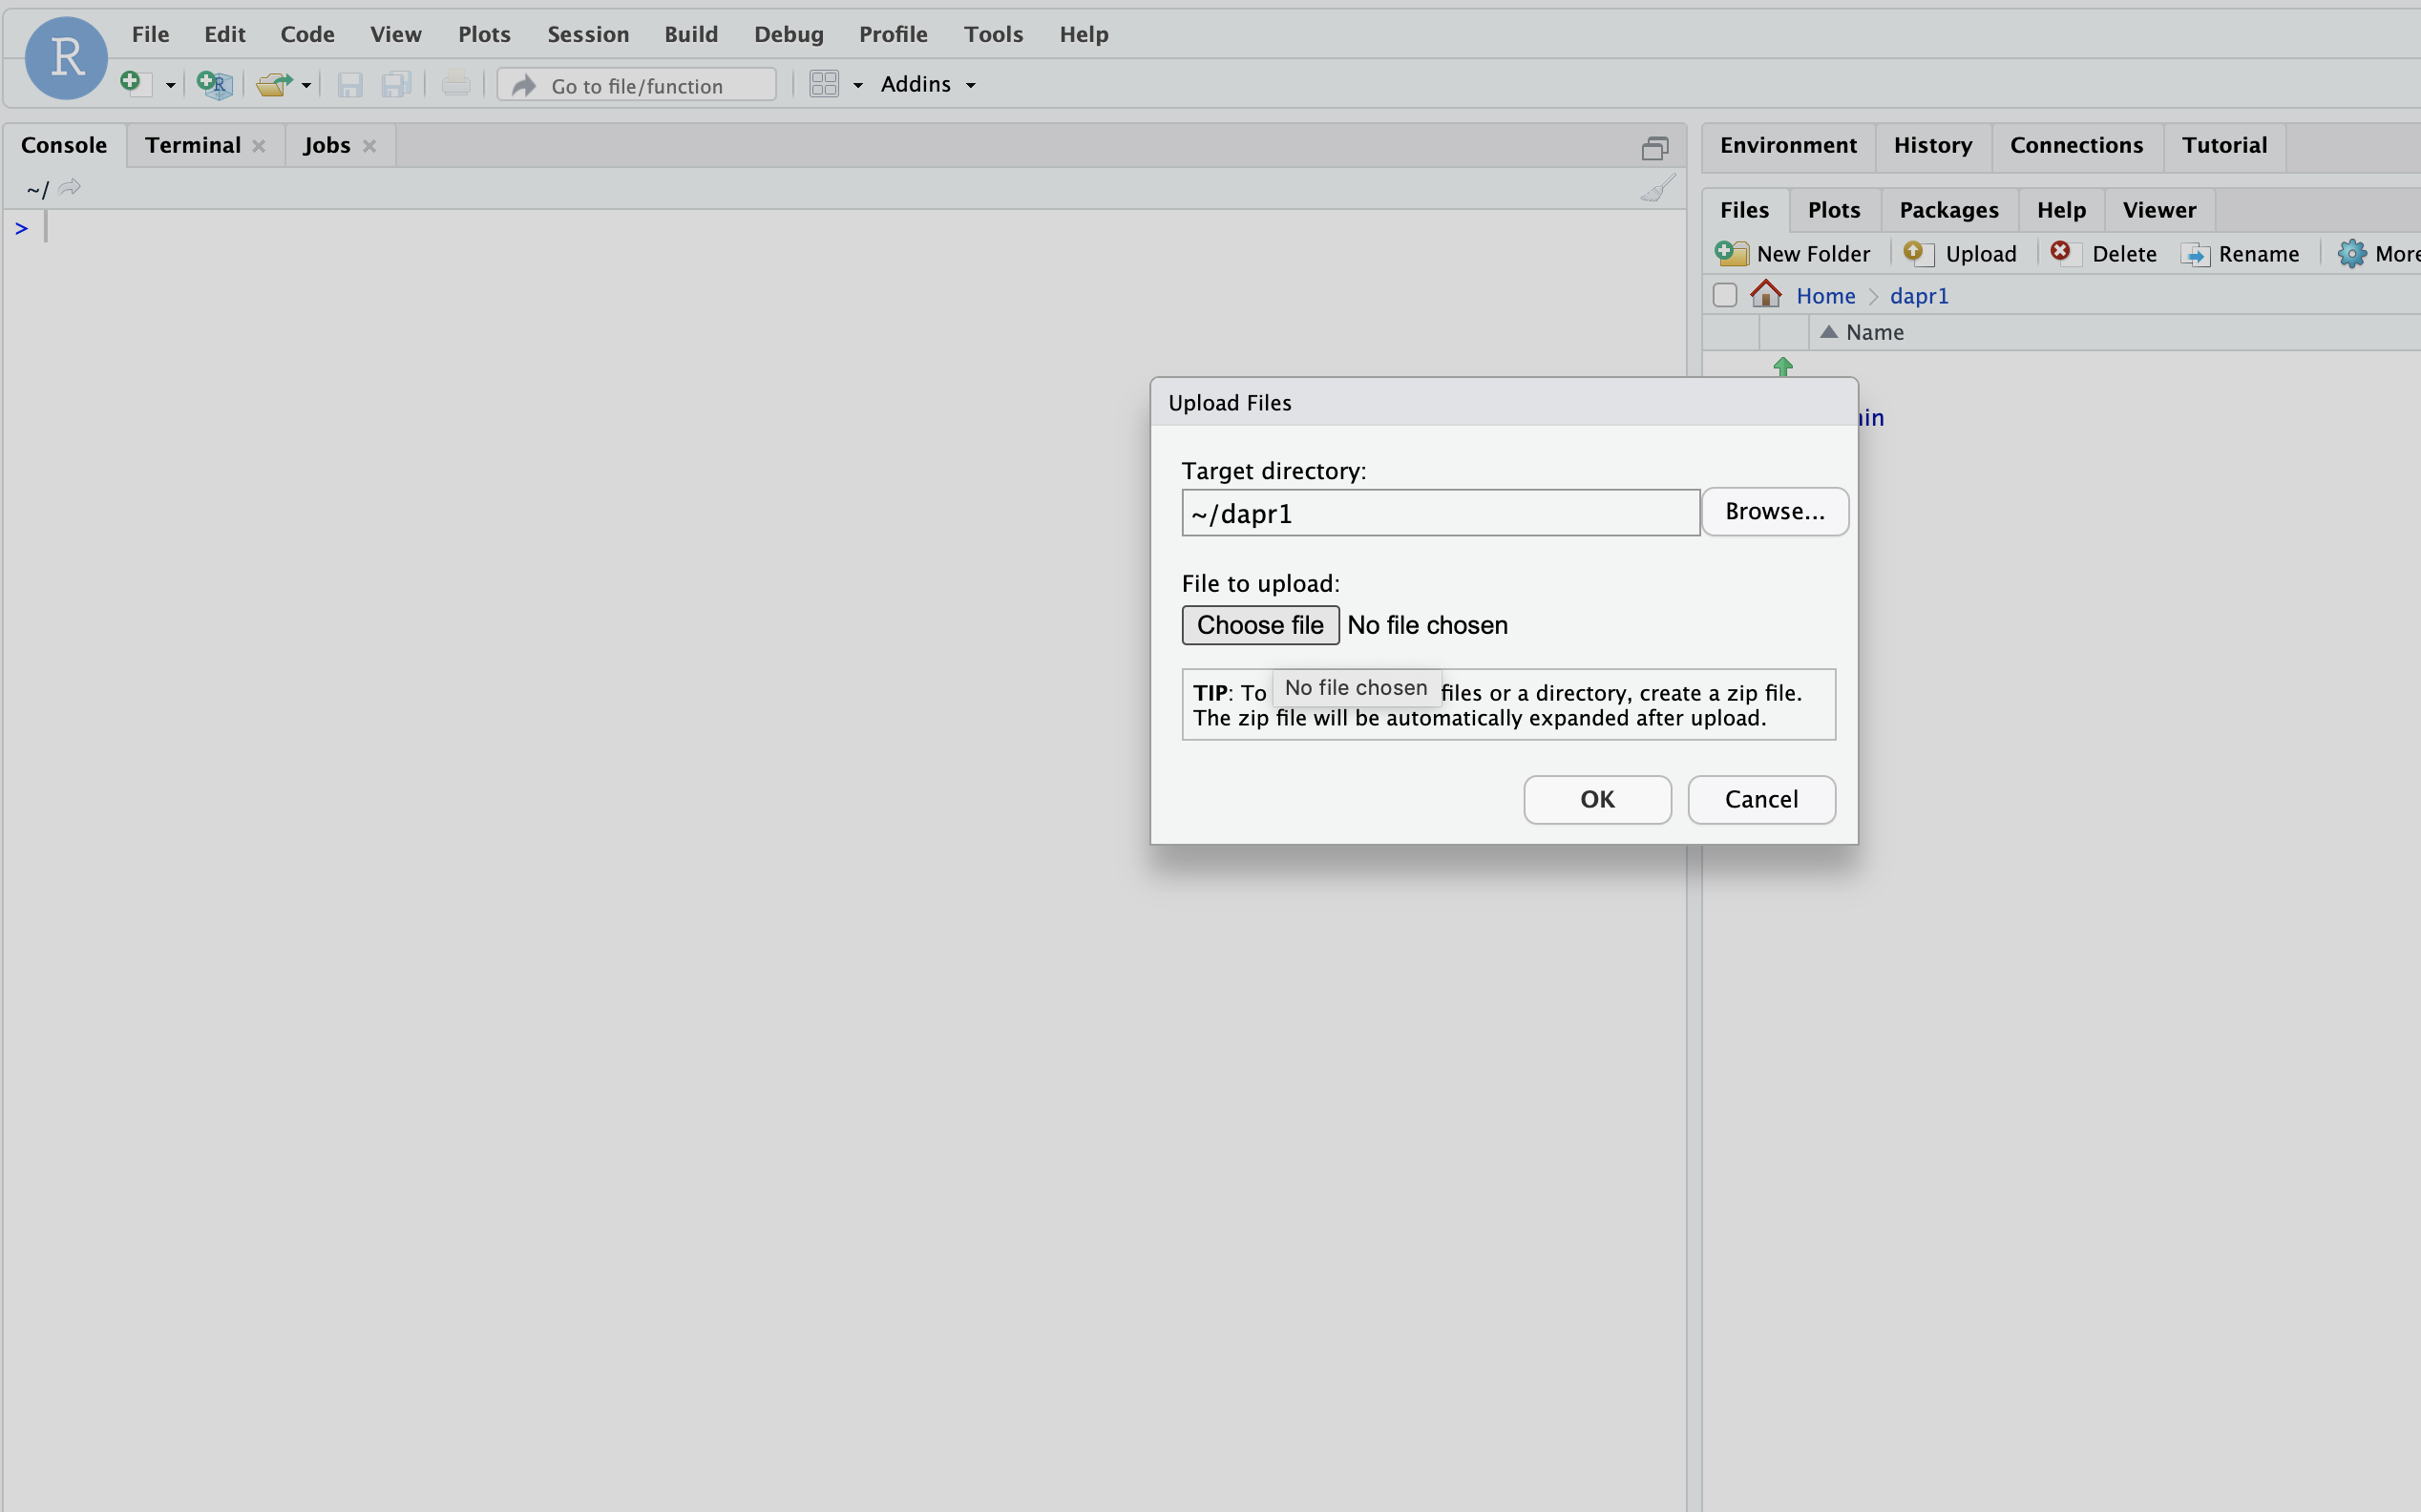 R
File Edit Code View Plots Session Build Debug Profile Tools Help
R Go to file/function Addins
Console Terminal Jobs
~/
>
Environment History Connections Tutorial
Files Plots Packages Help Viewer
New Folder Upload Delete Rename More
Home dapr1
Name
Upload Files
Target directory:
~/dapr1 Browse...
File to upload:
Choose file No file chosen
No file chosen
TIP: To files or a directory, create a zip file.
The zip file will be automatically expanded after upload.
OK Cancel